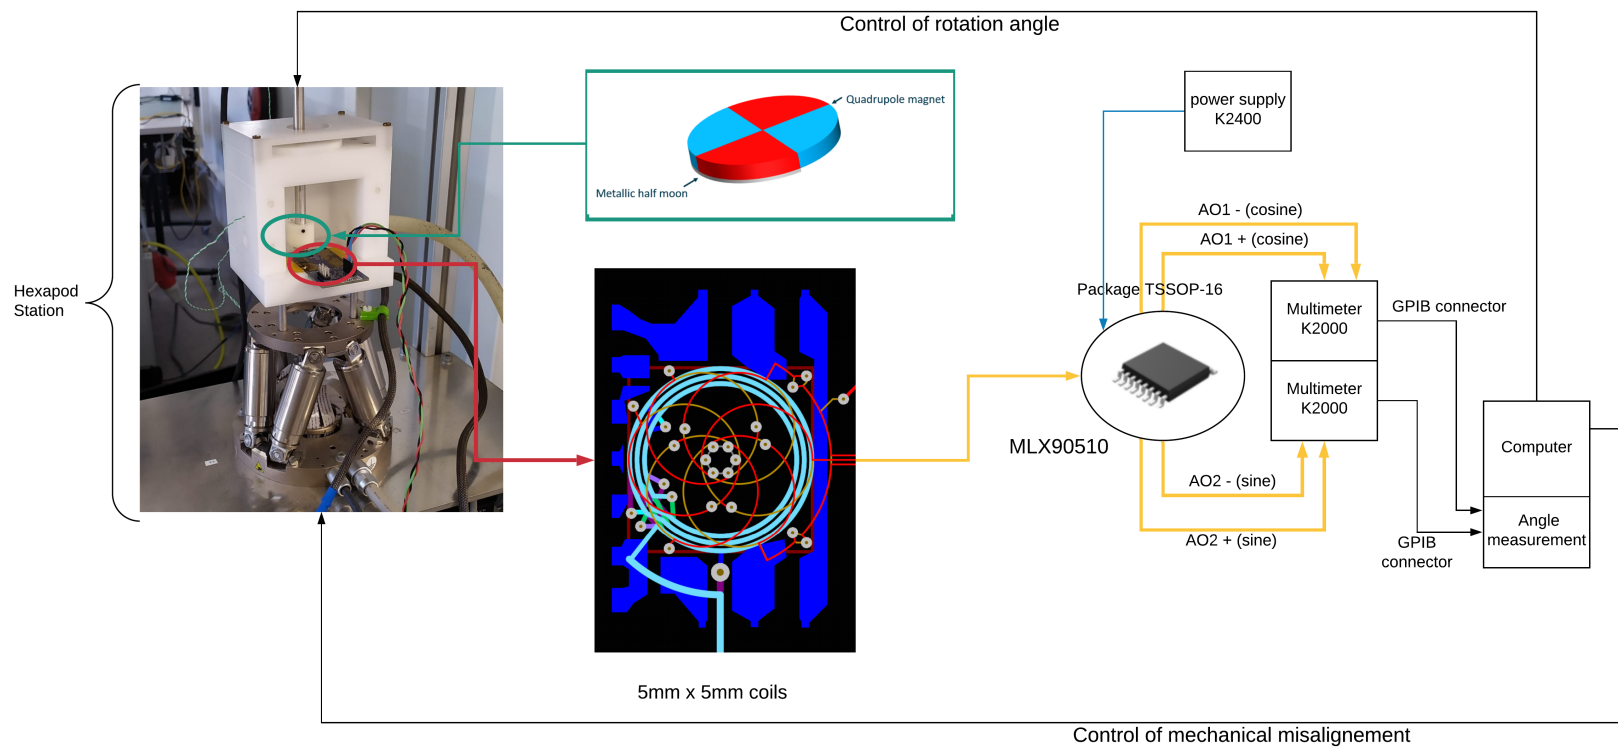 Control of rotation angle
Quadrupole magnet
Metallic half moon
power supply
K2400
AO1 - (cosine)
AO1 + (cosine)
Package TSSOP-16
Hexapod
Station
Multimeter
K2000
GPIB connector
Multimeter
K2000
MLX90510
Computer
AO2 - (sine)
AO2 + (sine)
Angle
measurement
GPIB
connector
5mm x 5mm coils
Control of mechanical misalignement